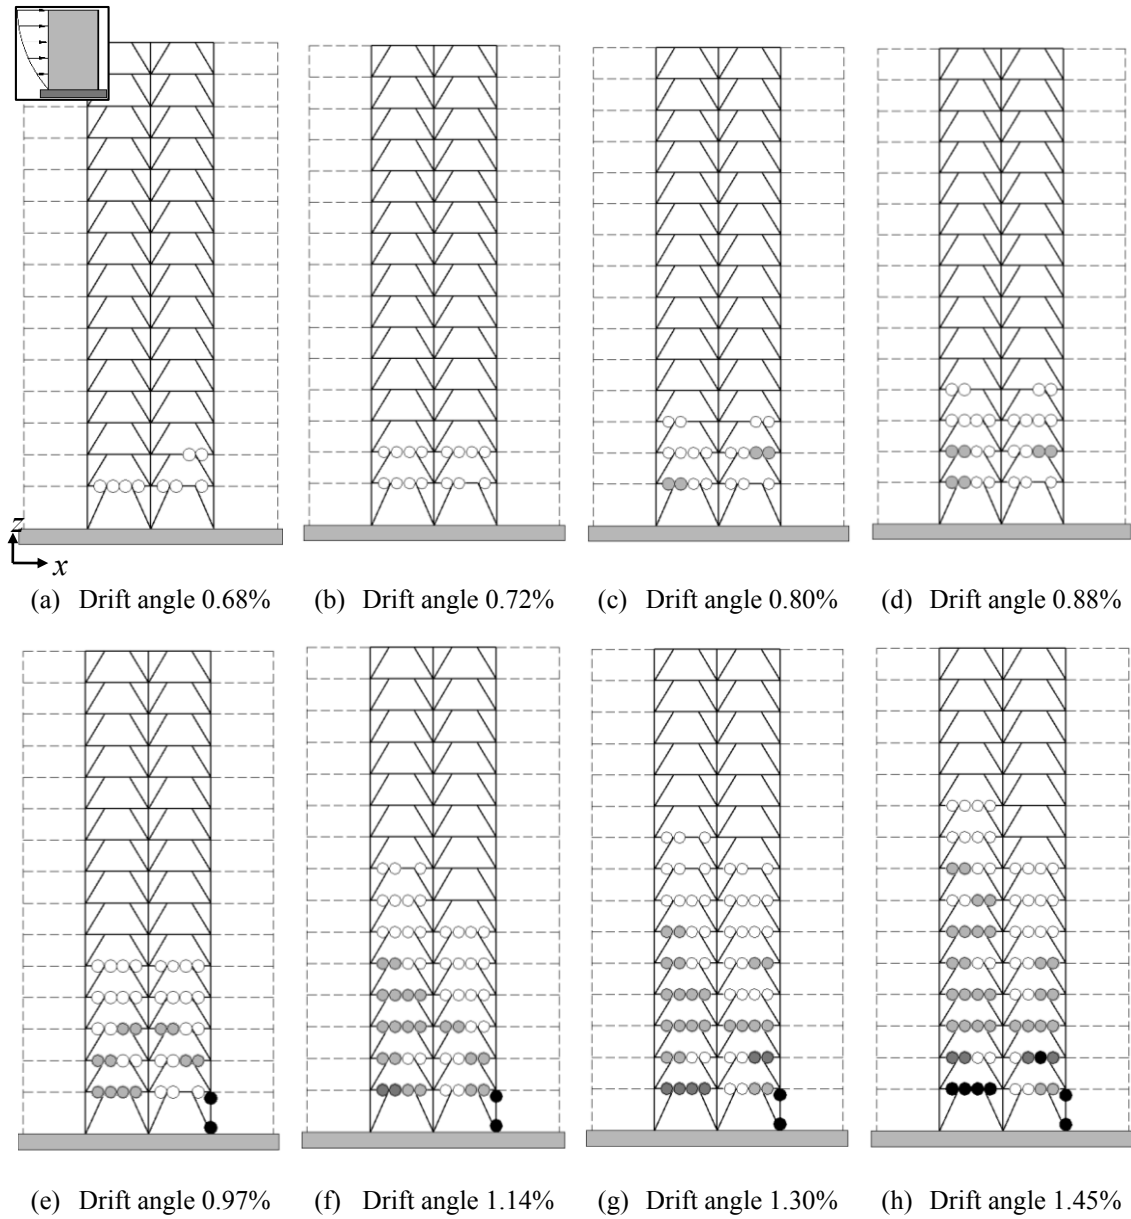 z
x
(a) Drift angle 0.68%
(b) Drift angle 0.72%
(c) Drift angle 0.80%
(d) Drift angle 0.88%
(e) Drift angle 0.97%
(f) Drift angle 1.14%
(g) Drift angle 1.30%
(h) Drift angle 1.45%